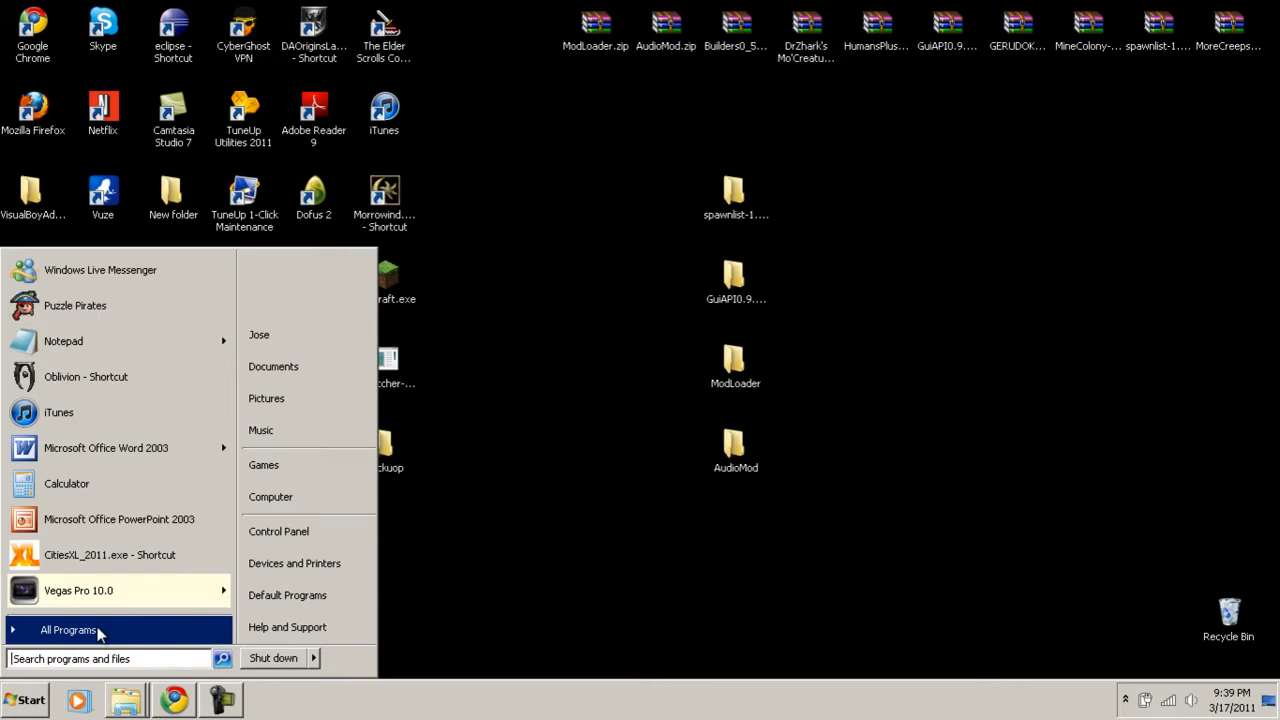 Google
Chrome
Skype
eclipse -
Shortcut
CyberGhost
VPN
DAOriginsLa...
- Shortcut
The Elder
Scrolls Co...
ModLoader.zip
AudioMod.zip
Builders0_5...
DrZhark's
Mo'Creatu...
HumansPlus...
GuiAPI0.9....
GERUDOK...
MineColony-...
spawnlist-1....
MoreCreeps...
Mozilla Firefox
Netflix
Camtasia
Studio 7
TuneUp
Utilities 2011
Adobe Reader
9
iTunes
VisualBoyAd...
Vuze
New folder
TuneUp 1-Click
Maintenance
Dofus 2
Morrowind....
- Shortcut
spawnlist-1....
raft.exe
GuiAPI0.9....
ccher-...
ModLoader
ckuop
AudioMod
Windows Live Messenger
Puzzle Pirates
Notepad
Oblivion - Shortcut
iTunes
Microsoft Office Word 2003
Calculator
Microsoft Office PowerPoint 2003
XL
CitiesXL_2011.exe - Shortcut
Vegas Pro 10.0
All Programs
Search programs and files
Jose
Documents
Pictures
Music
Games
Computer
Control Panel
Devices and Printers
Default Programs
Help and Support
Shut down
Recycle Bin
Start
9:39 PM
3/17/2011